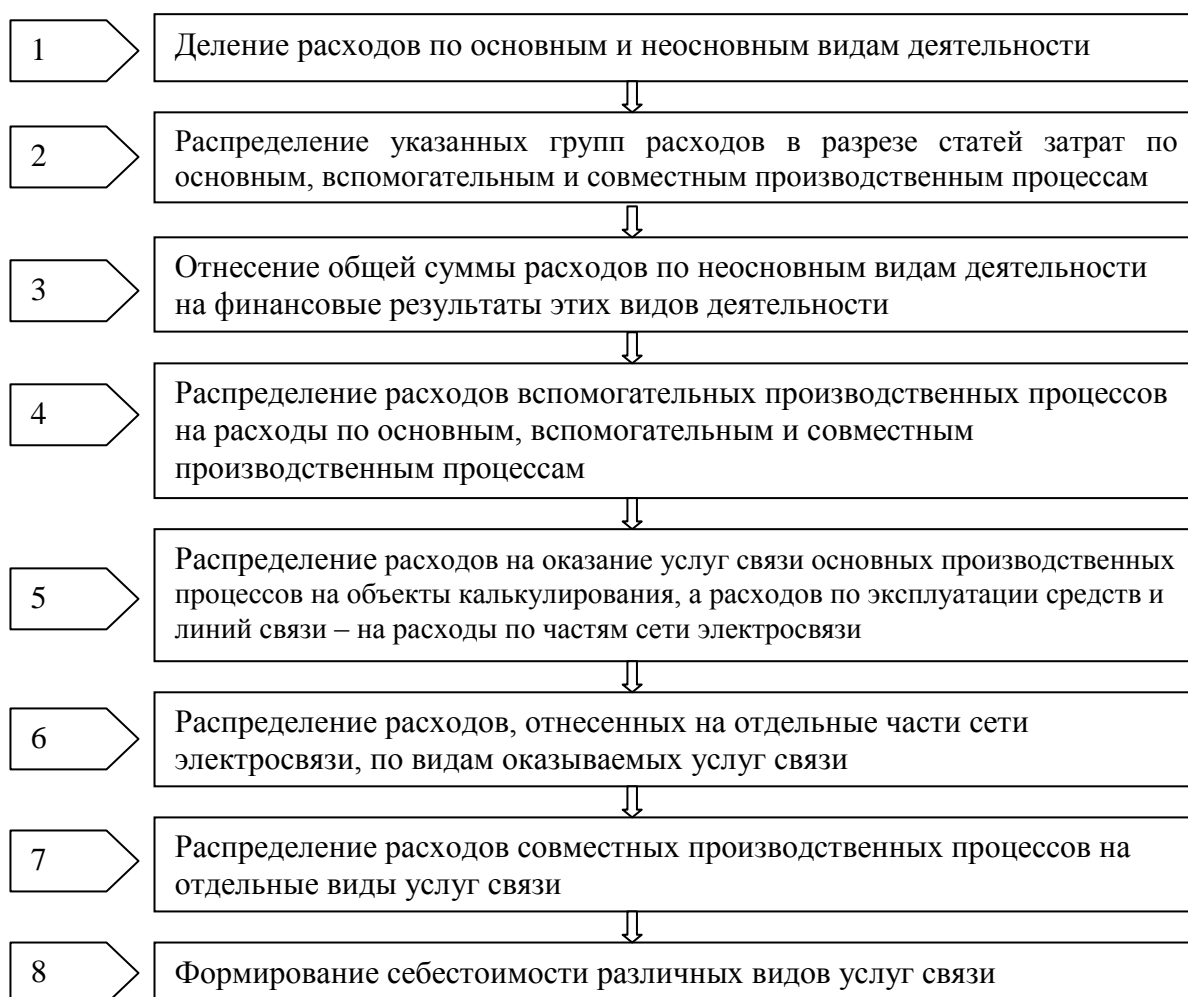 1
Деление расходов по основным и неосновным видам деятельности
2
Распределение указанных групп расходов в разрезе статей затрат по
основным, вспомогательным и совместным производственным процессам
3
Отнесение общей суммы расходов по неосновным видам деятельности
на финансовые результаты этих видов деятельности
4
Распределение расходов вспомогательных производственных процессов
на расходы по основным, вспомогательным и совместным
производственным процессам
5
Распределение расходов на оказание услуг связи основных производственных
процессов на объекты калькулирования, а расходов по эксплуатации средств и
линий связи – на расходы по частям сети электросвязи
6
Распределение расходов, отнесенных на отдельные части сети
электросвязи, по видам оказываемых услуг связи
7
Распределение расходов совместных производственных процессов на
отдельные виды услуг связи
8
Формирование себестоимости различных видов услуг связи